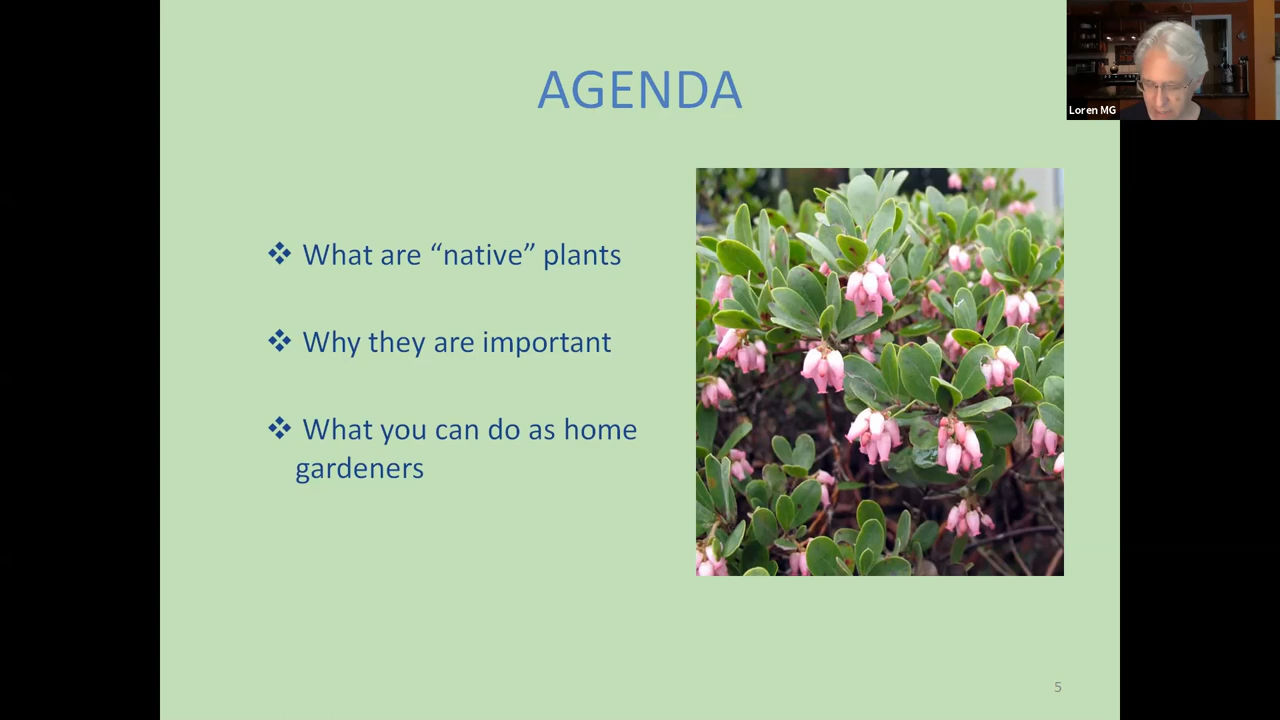 AGENDA
Loren MG
❖ What are “native” plants
❖ Why they are important
❖ What you can do as home
gardeners
5